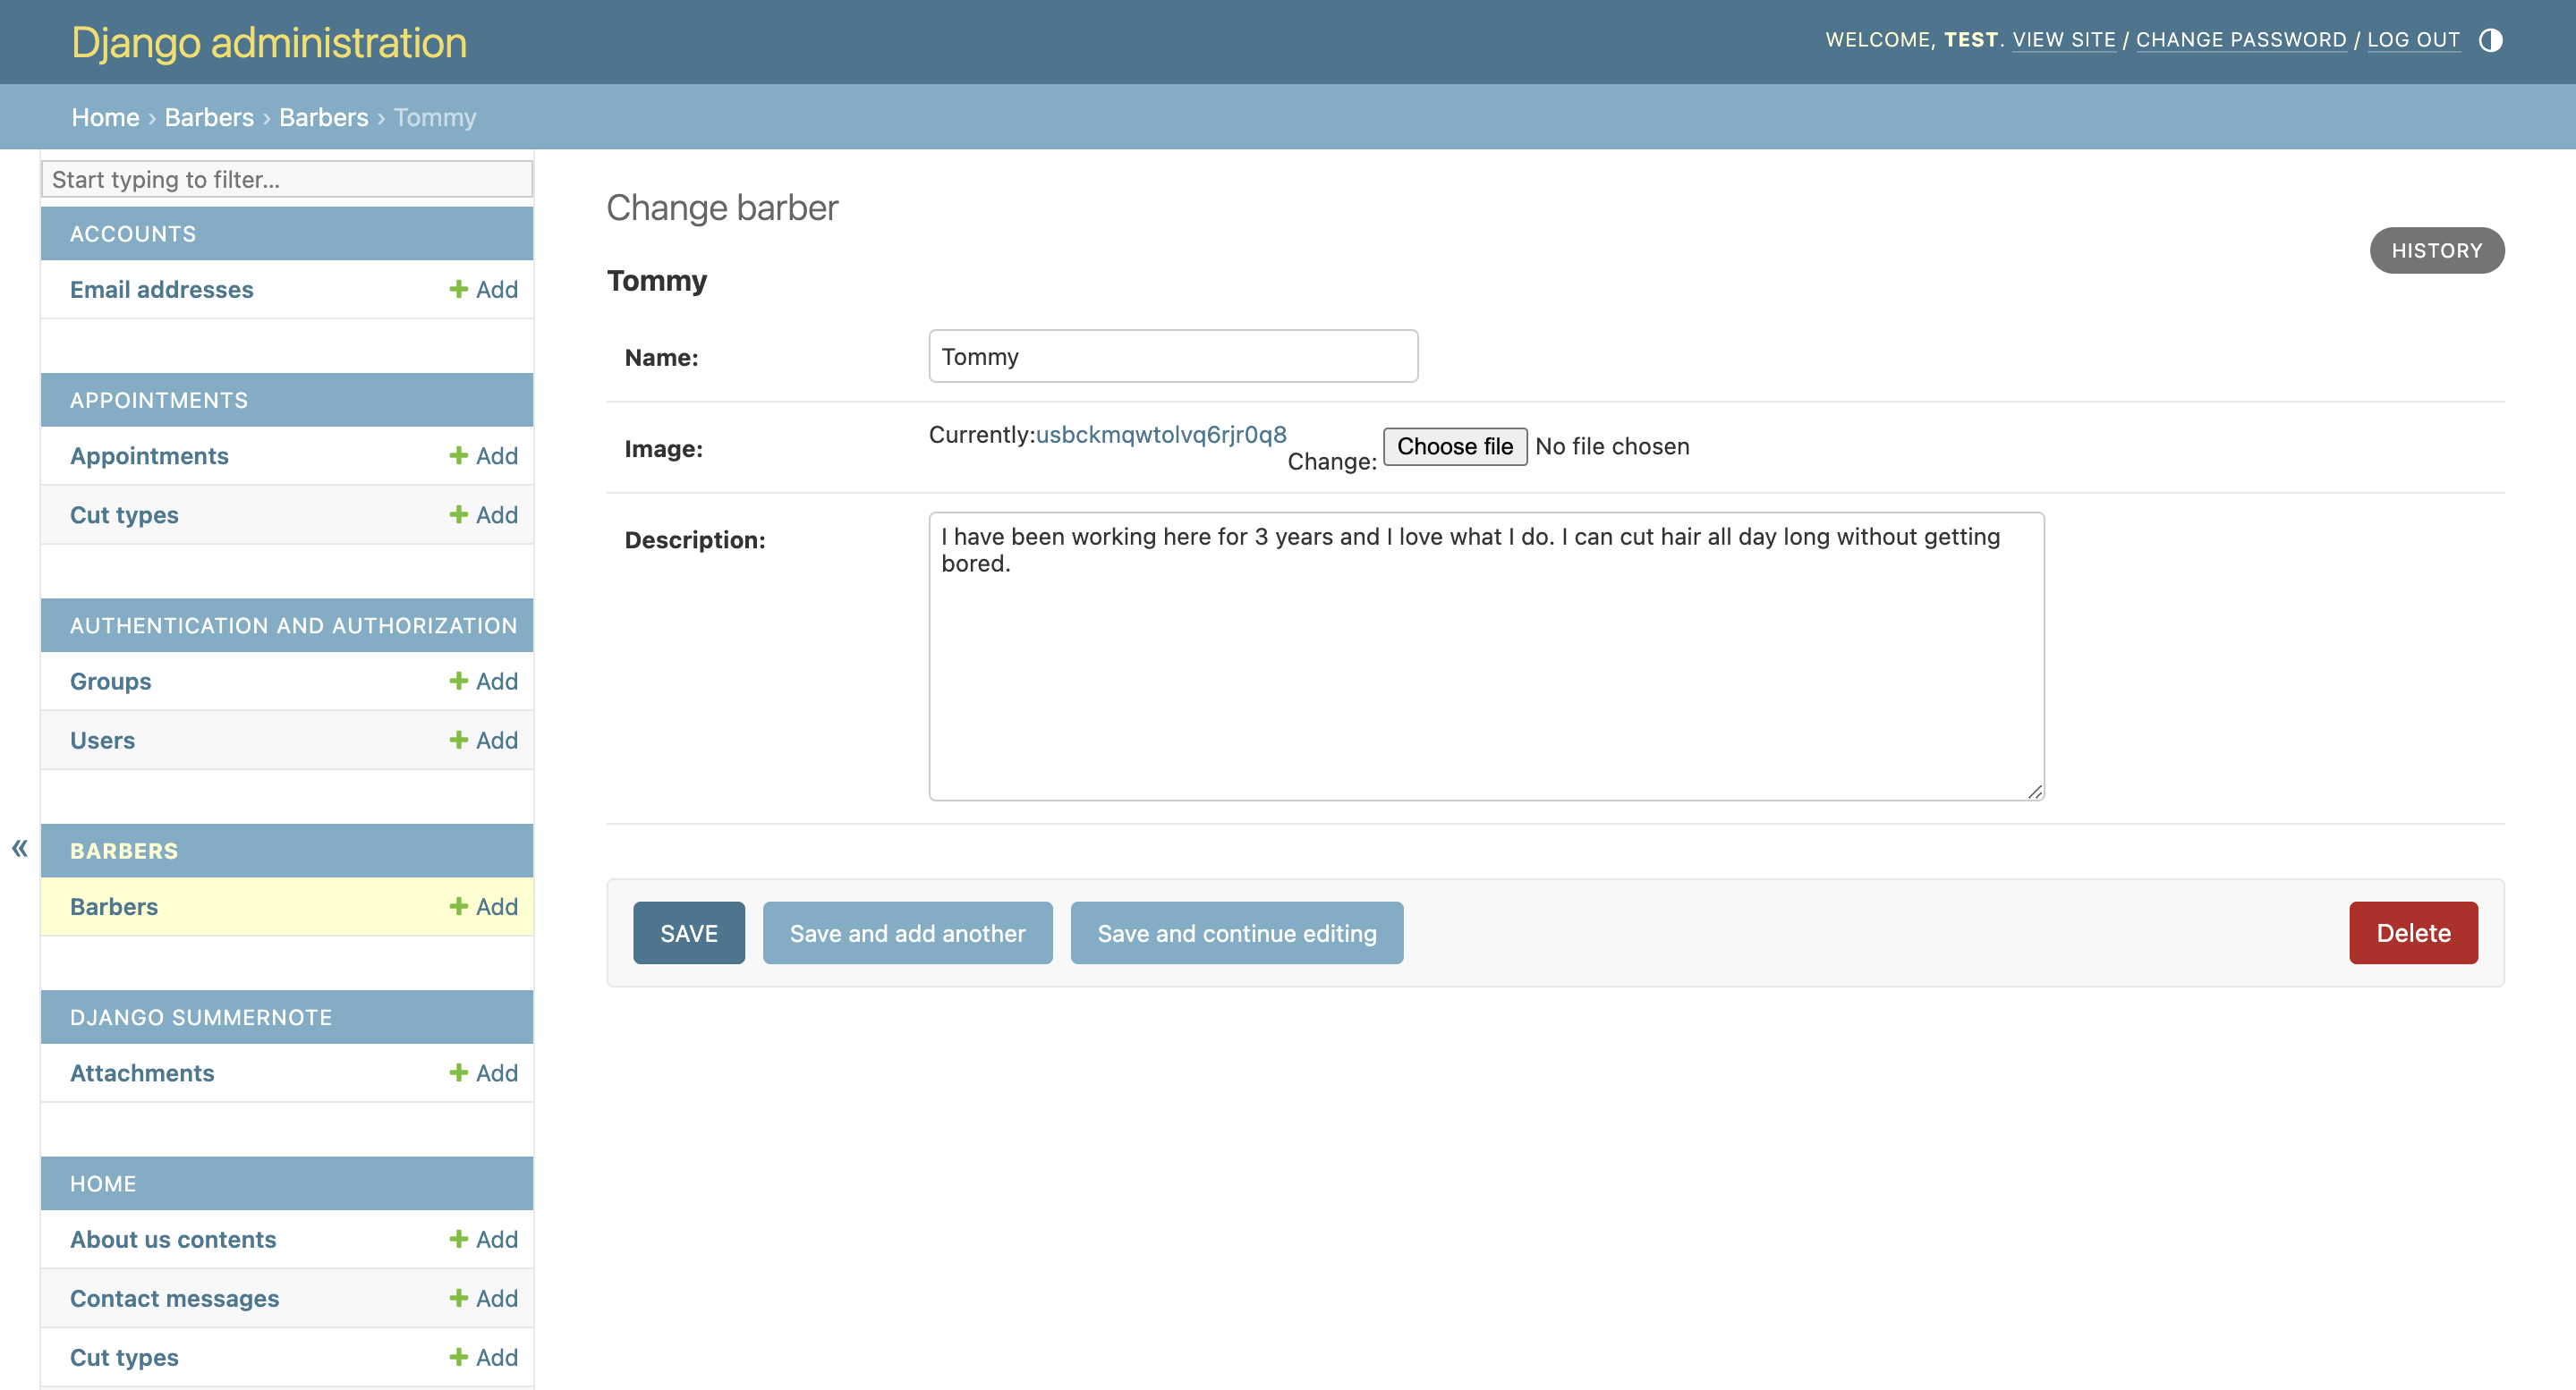 Django administration
WELCOME, TEST. VIEW SITE / CHANGE PASSWORD / LOG OUT
Home › Barbers › Barbers › Tommy
Start typing to filter...
ACCOUNTS
Email addresses Add
APPOINTMENTS
Appointments Add
Cut types Add
AUTHENTICATION AND AUTHORIZATION
Groups Add
Users Add
«
BARBERS
Barbers Add
DJANGO SUMMERNOTE
Attachments Add
HOME
About us contents Add
Contact messages Add
Cut types Add
Change barber
HISTORY
Tommy
Name: Tommy
Image: Currently:usbckmqwtolvq6rjr0q8 Change: Choose file No file chosen
Description: I have been working here for 3 years and I love what I do. I can cut hair all day long without getting
bored.
SAVE Save and add another Save and continue editing Delete